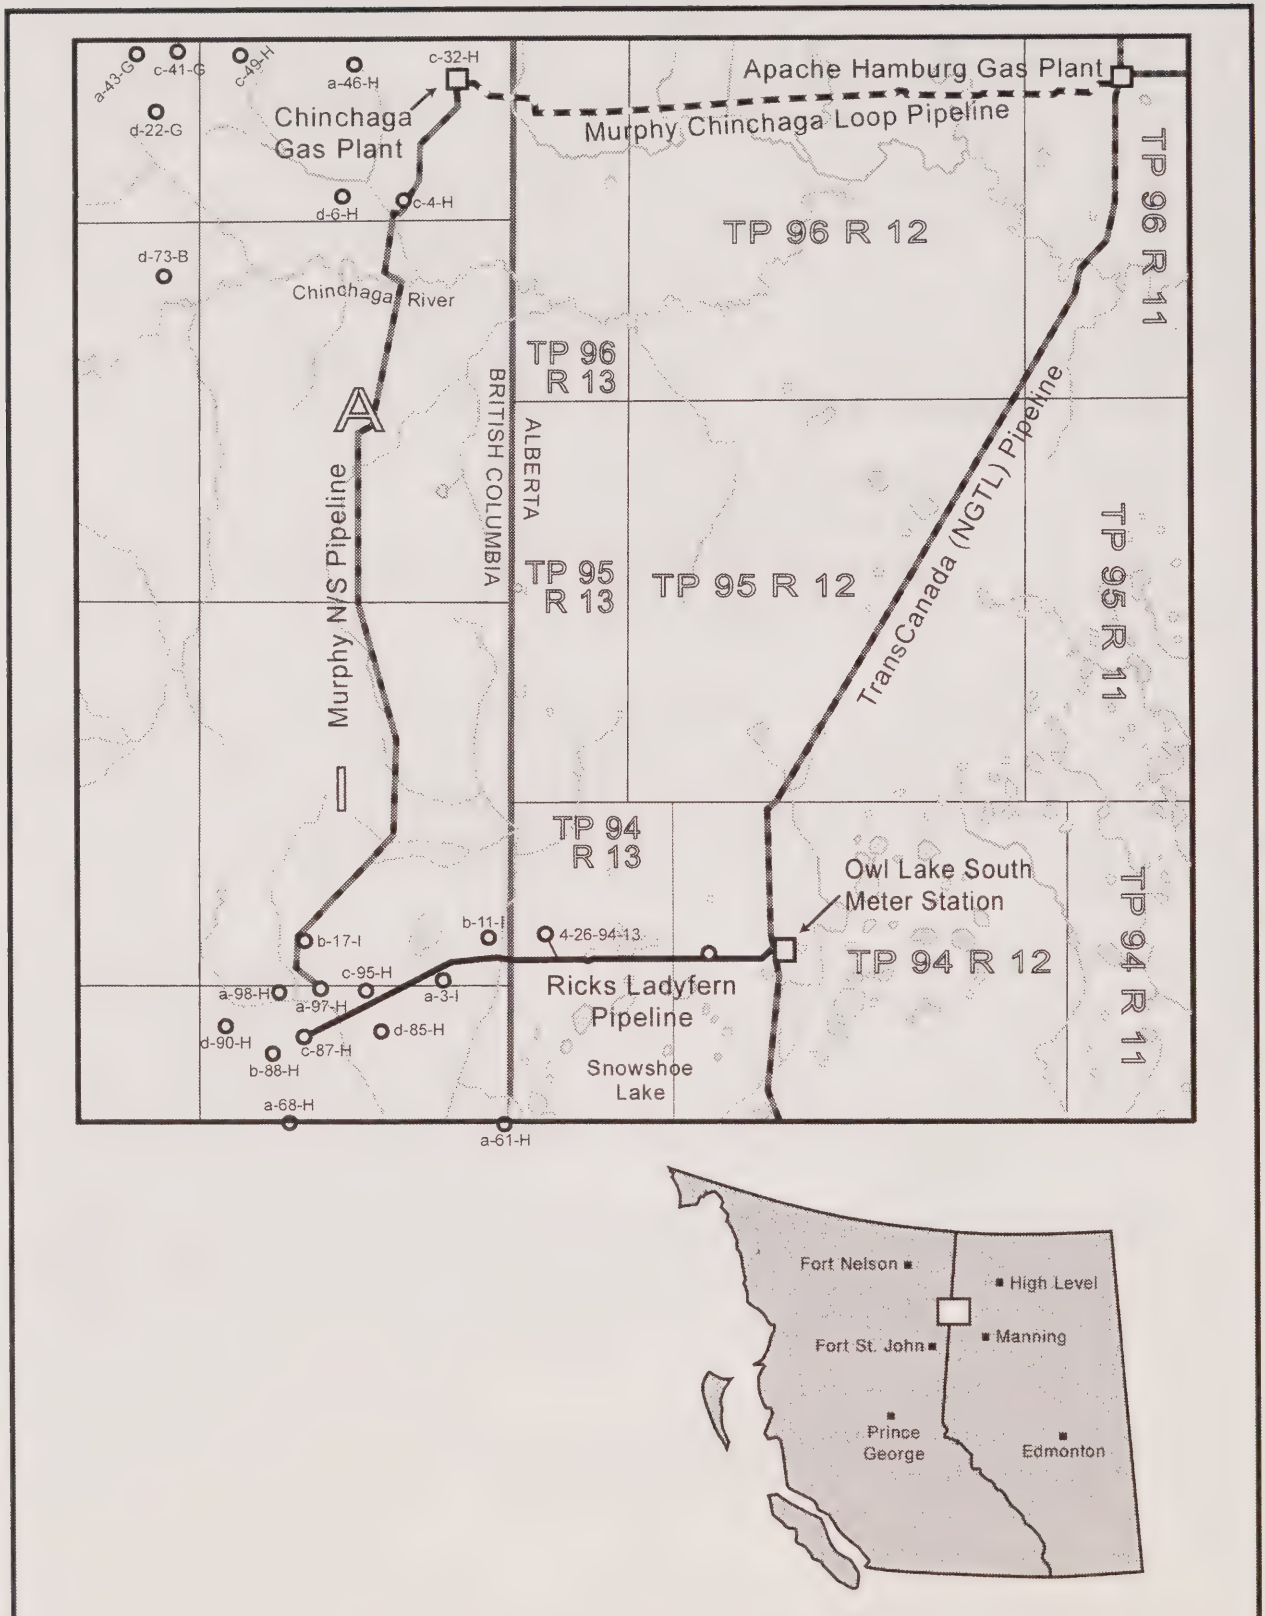 a-43-G
c-41-G
c-49-H
a-46-H
c-32-H
Apache Hamburg Gas Plant
d-22-G
Chinchaga
Gas Plant
Murphy Chinchaga Loop Pipeline
d-6-H
c-4-H
TP 96 R 12
TP 96 R 11
d-73-B
Chinchaga River
TP 96
R 13
BRITISH COLUMBIA
ALBERTA
A
Murphy N/S Pipeline
TransCanada (NGTL) Pipeline
TP 95
R 13
TP 95 R 12
TP 95 R 11
TP 94
R 13
Owl Lake South
Meter Station
b-17-I
b-11-I
4-26-94-13
TP 94 R 12
TP 94 R 11
c-95-H
a-98-H
a-97-H
a-3-I
Ricks Ladyfern
Pipeline
d-90-H
c-87-H
d-85-H
b-88-H
Snowshoe
Lake
a-68-H
a-61-H
Fort Nelson
High Level
Fort St. John
Manning
Prince
George
Edmonton